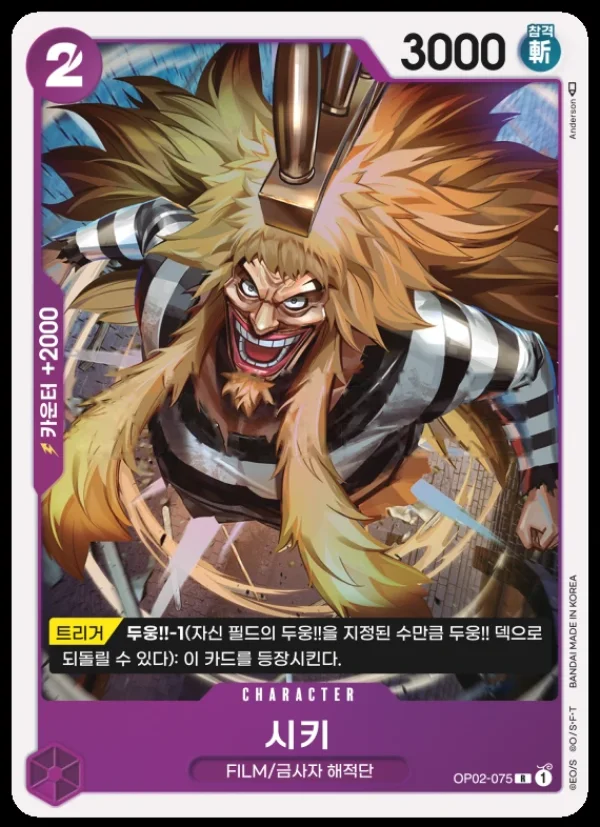 2
3000
참격
斬
Anderson
카운터 +2000
트리거 두웅!!-1(자신 필드의 두웅!!을 지정된 수만큼 두웅!! 덱으로
되돌릴 수 있다): 이 카드를 등장시킨다.
CHARACTER
시키
FILM/금사자 해적단
OP02-075 R 1
©EO/S ©O/S·F·T BANDAI MADE IN KOREA